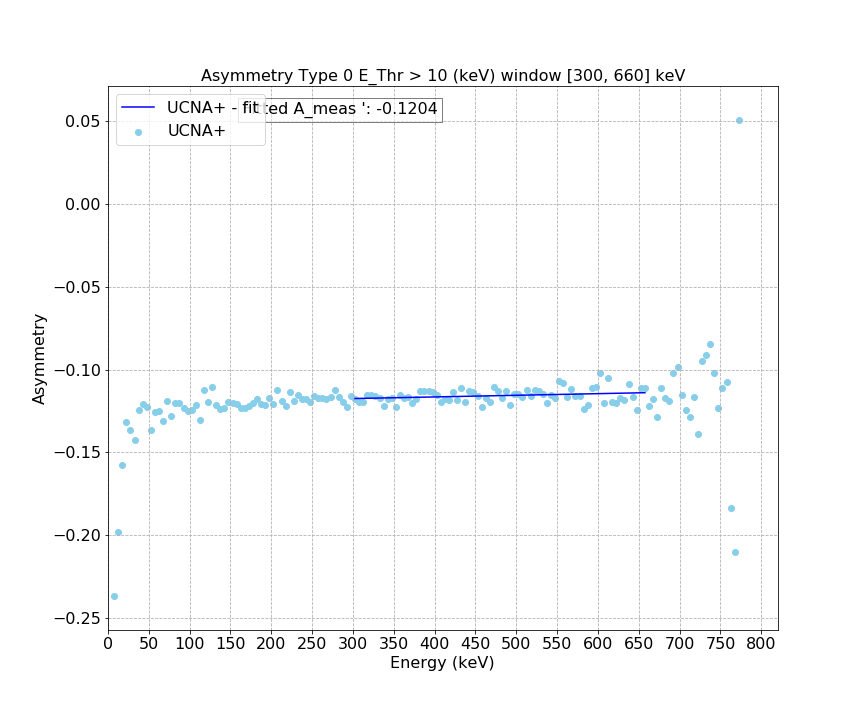 Asymmetry Type 0 E_Thr > 10 (keV) window [300, 660] keV
UCNA+ - fitted A_meas ': -0.1204
UCNA+
0.05
0.00
−0.05
−0.10
−0.15
−0.20
−0.25
Asymmetry
0 50 100 150 200 250 300 350 400 450 500 550 600 650 700 750 800
Energy (keV)